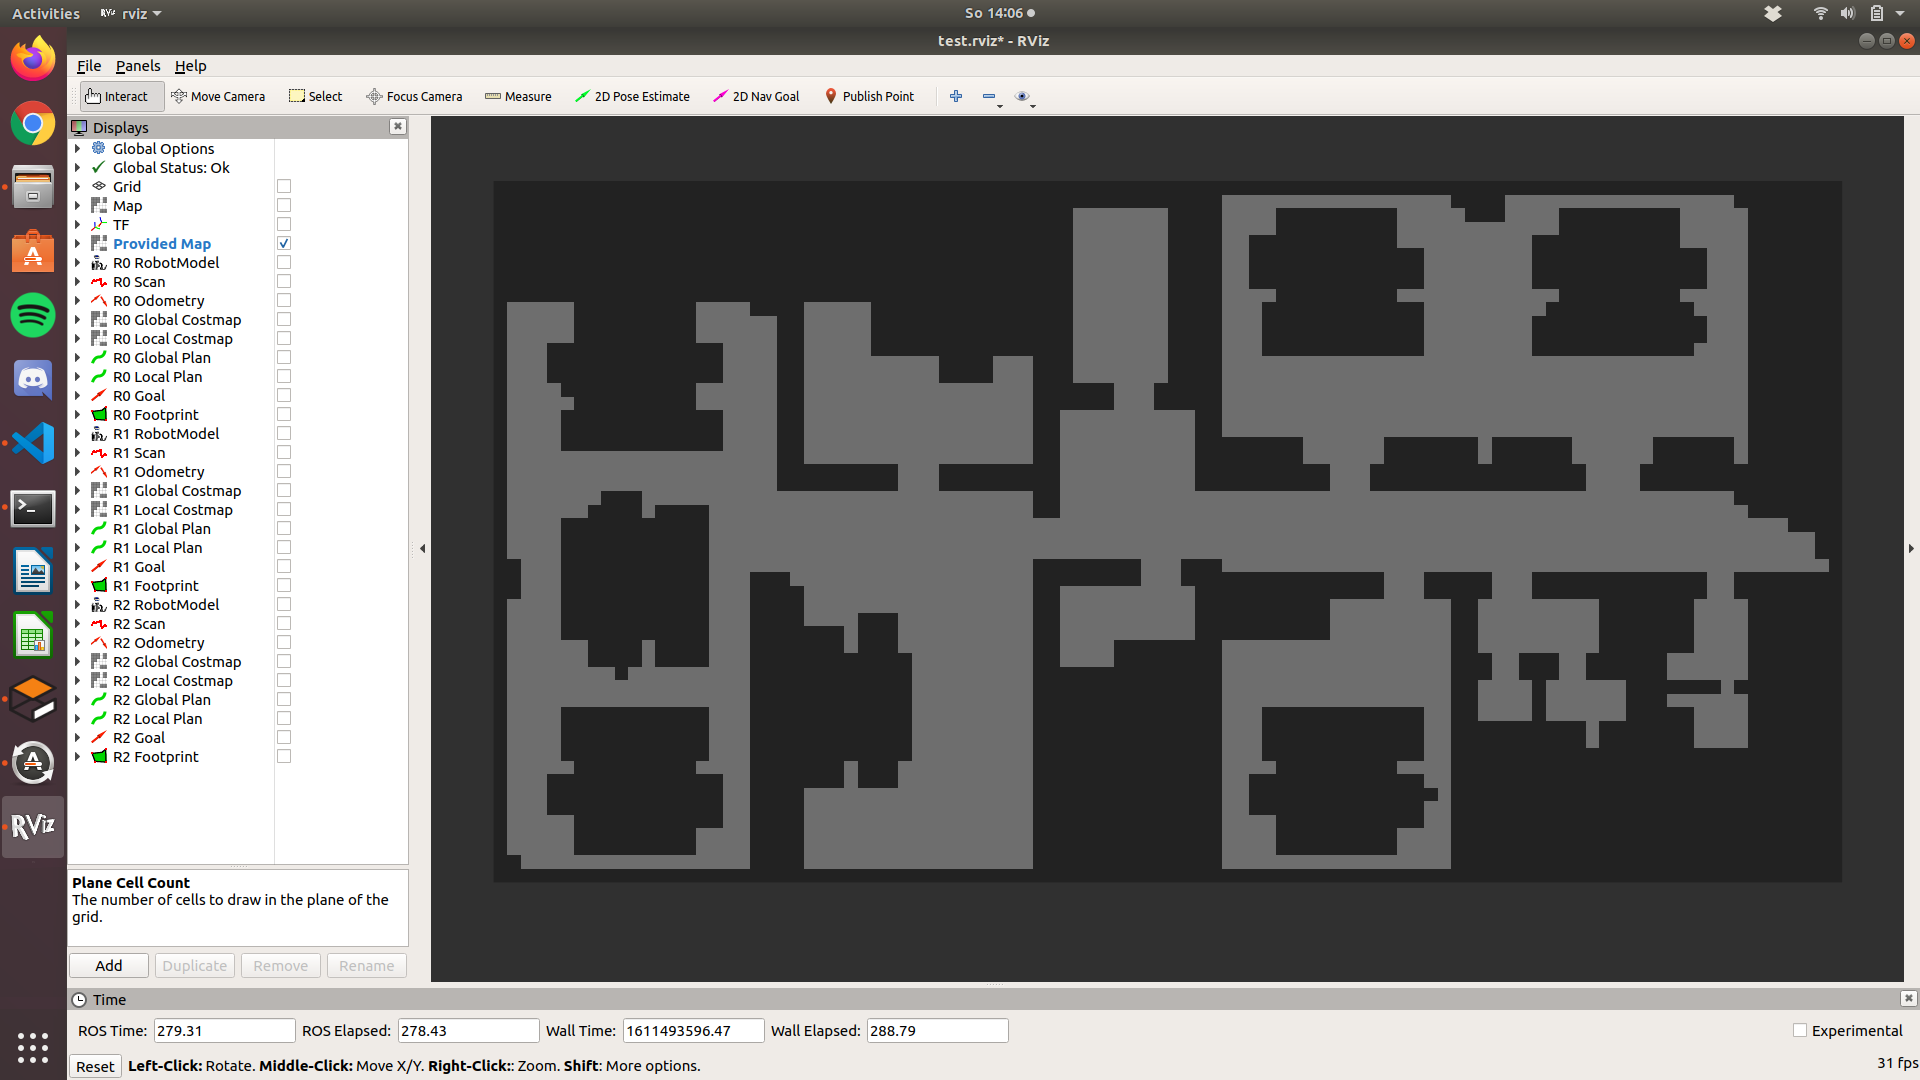 Activities
RViz rviz
So 14:06
test.rviz* - RViz
File Panels Help
Interact Move Camera Select Focus Camera Measure 2D Pose Estimate 2D Nav Goal Publish Point
Displays
Global Options
Global Status: Ok
Grid
Map
TF
Provided Map
R0 RobotModel
R0 Scan
R0 Odometry
R0 Global Costmap
R0 Local Costmap
R0 Global Plan
R0 Local Plan
R0 Goal
R0 Footprint
R1 RobotModel
R1 Scan
R1 Odometry
R1 Global Costmap
R1 Local Costmap
R1 Global Plan
R1 Local Plan
R1 Goal
R1 Footprint
R2 RobotModel
R2 Scan
R2 Odometry
R2 Global Costmap
R2 Local Costmap
R2 Global Plan
R2 Local Plan
R2 Goal
R2 Footprint
RViz
Plane Cell Count
The number of cells to draw in the plane of the
grid.
Add Duplicate Remove Rename
Time
ROS Time: 279.31 ROS Elapsed: 278.43 Wall Time: 1611493596.47 Wall Elapsed: 288.79 Experimental
Reset Left-Click: Rotate. Middle-Click: Move X/Y. Right-Click:: Zoom. Shift: More options. 31 fps